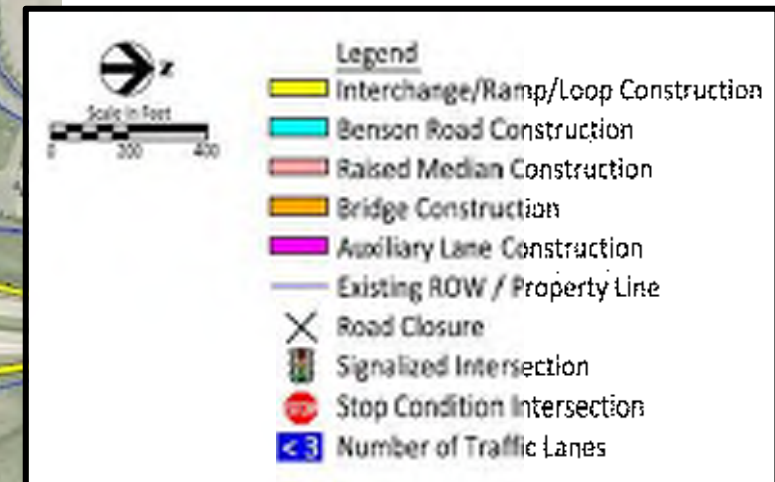 Legend
Z
Scale in Feet
0 200 400
Interchange/Ramp/Loop Construction
Benson Road Construction
Raised Median Construction
Bridge Construction
Auxiliary Lane Construction
Existing ROW / Property Line
Road Closure
Signalized Intersection
STOP
Stop Condition Intersection
< 3
Number of Traffic Lanes